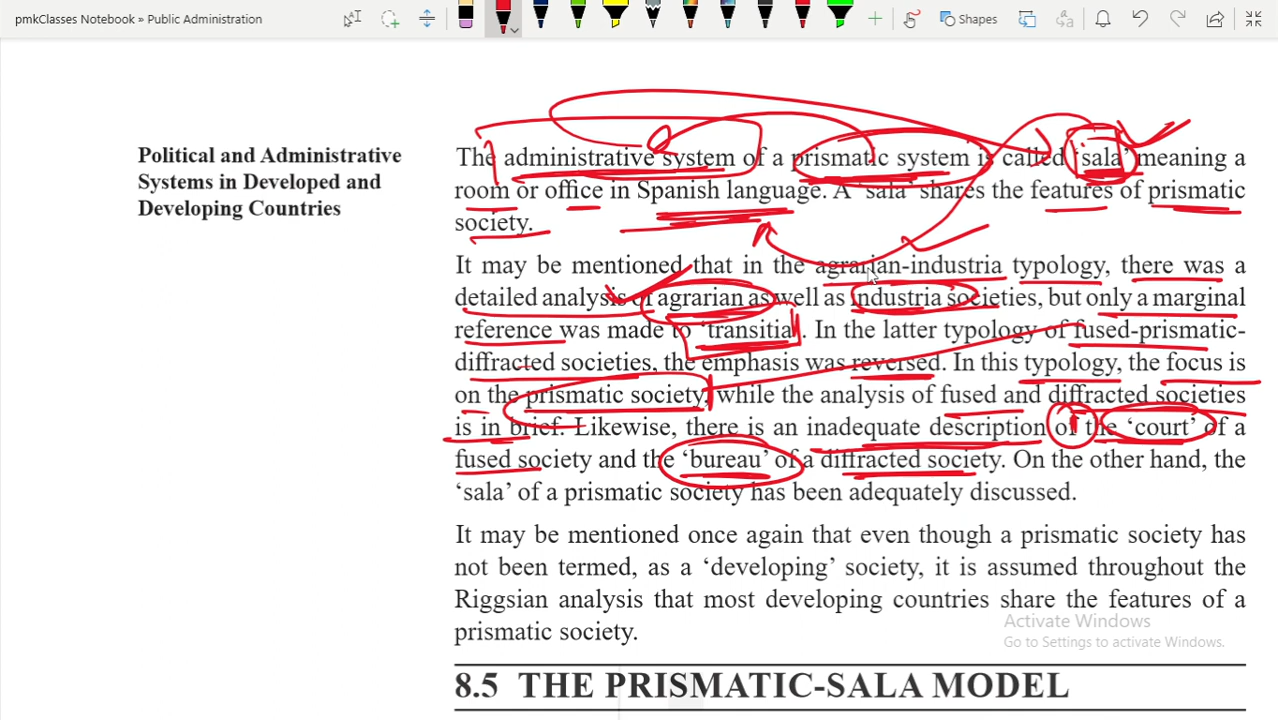 pmkClasses Notebook » Public Administration
Shapes
Political and Administrative
Systems in Developed and
Developing Countries
The administrative system of a prismatic system is called ‘sala’ meaning a
room or office in Spanish language. A ‘sala’ shares the features of prismatic
society.
It may be mentioned that in the agrarian-industria typology, there was a
detailed analysis of agrarian as well as industria societies, but only a marginal
reference was made to ‘transitia’. In the latter typology of fused-prismatic-
diffracted societies, the emphasis was reversed. In this typology, the focus is
on the prismatic society, while the analysis of fused and diffracted societies
is in brief. Likewise, there is an inadequate description of the ‘court’ of a
fused society and the ‘bureau’ of a diffracted society. On the other hand, the
‘sala’ of a prismatic society has been adequately discussed.
It may be mentioned once again that even though a prismatic society has
not been termed, as a ‘developing’ society, it is assumed throughout the
Riggsian analysis that most developing countries share the features of a
prismatic society.
Activate Windows
Go to Settings to activate Windows.
8.5 THE PRISMATIC-SALA MODEL